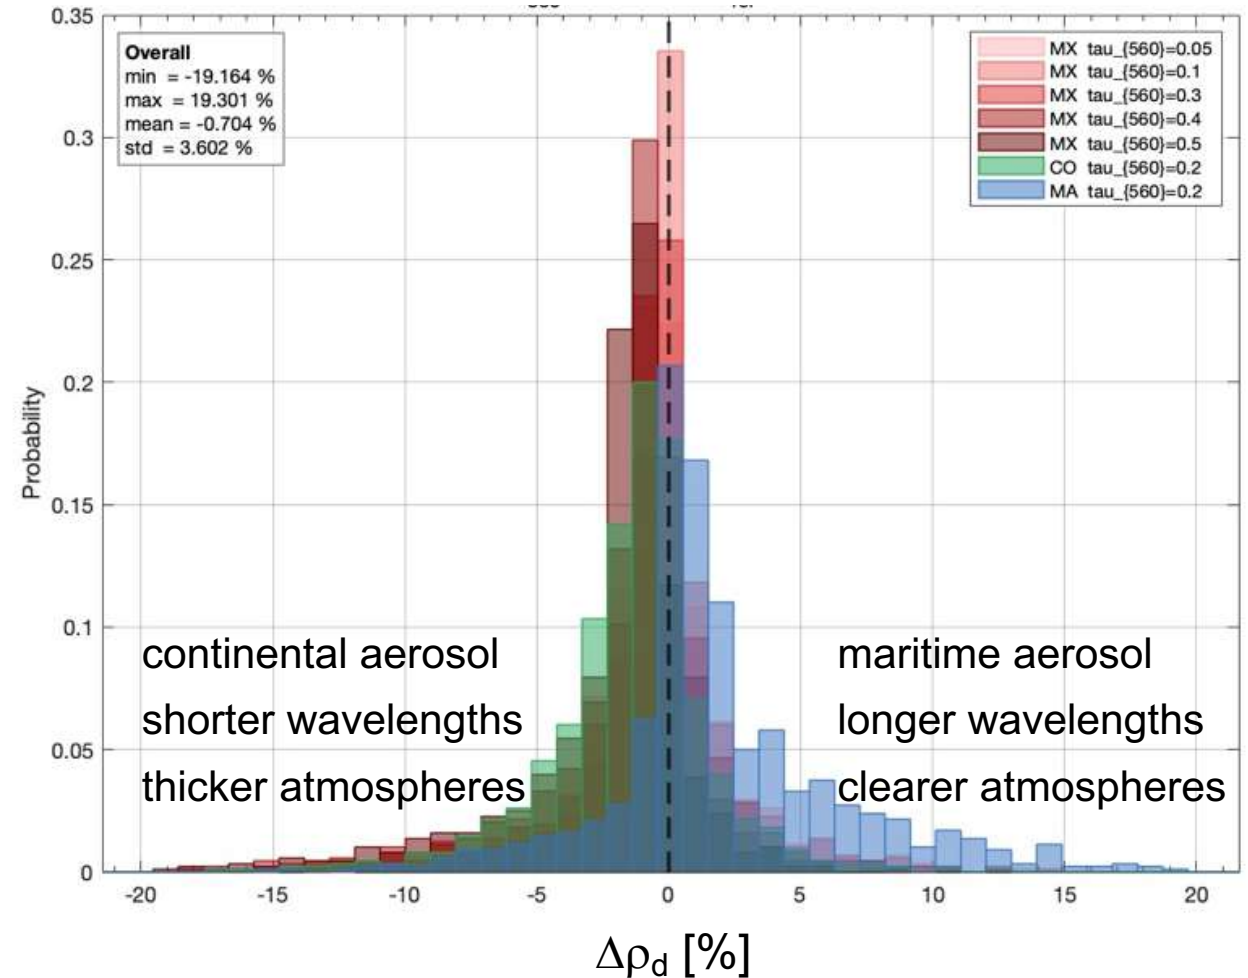 0.35
Overall
min = -19.164 %
max = 19.301 %
mean = -0.704 %
std = 3.602 %
MX tau_{560}=0.05
MX tau_{560}=0.1
MX tau_{560}=0.3
MX tau_{560}=0.4
MX tau_{560}=0.5
CO tau_{560}=0.2
MA tau_{560}=0.2
0.3
0.25
0.2
0.15
0.1
0.05
0
Probability
continental aerosol
shorter wavelengths
thicker atmospheres
maritime aerosol
longer wavelengths
clearer atmospheres
-20 -15 -10 -5 0 5 10 15 20
Δρd [%]